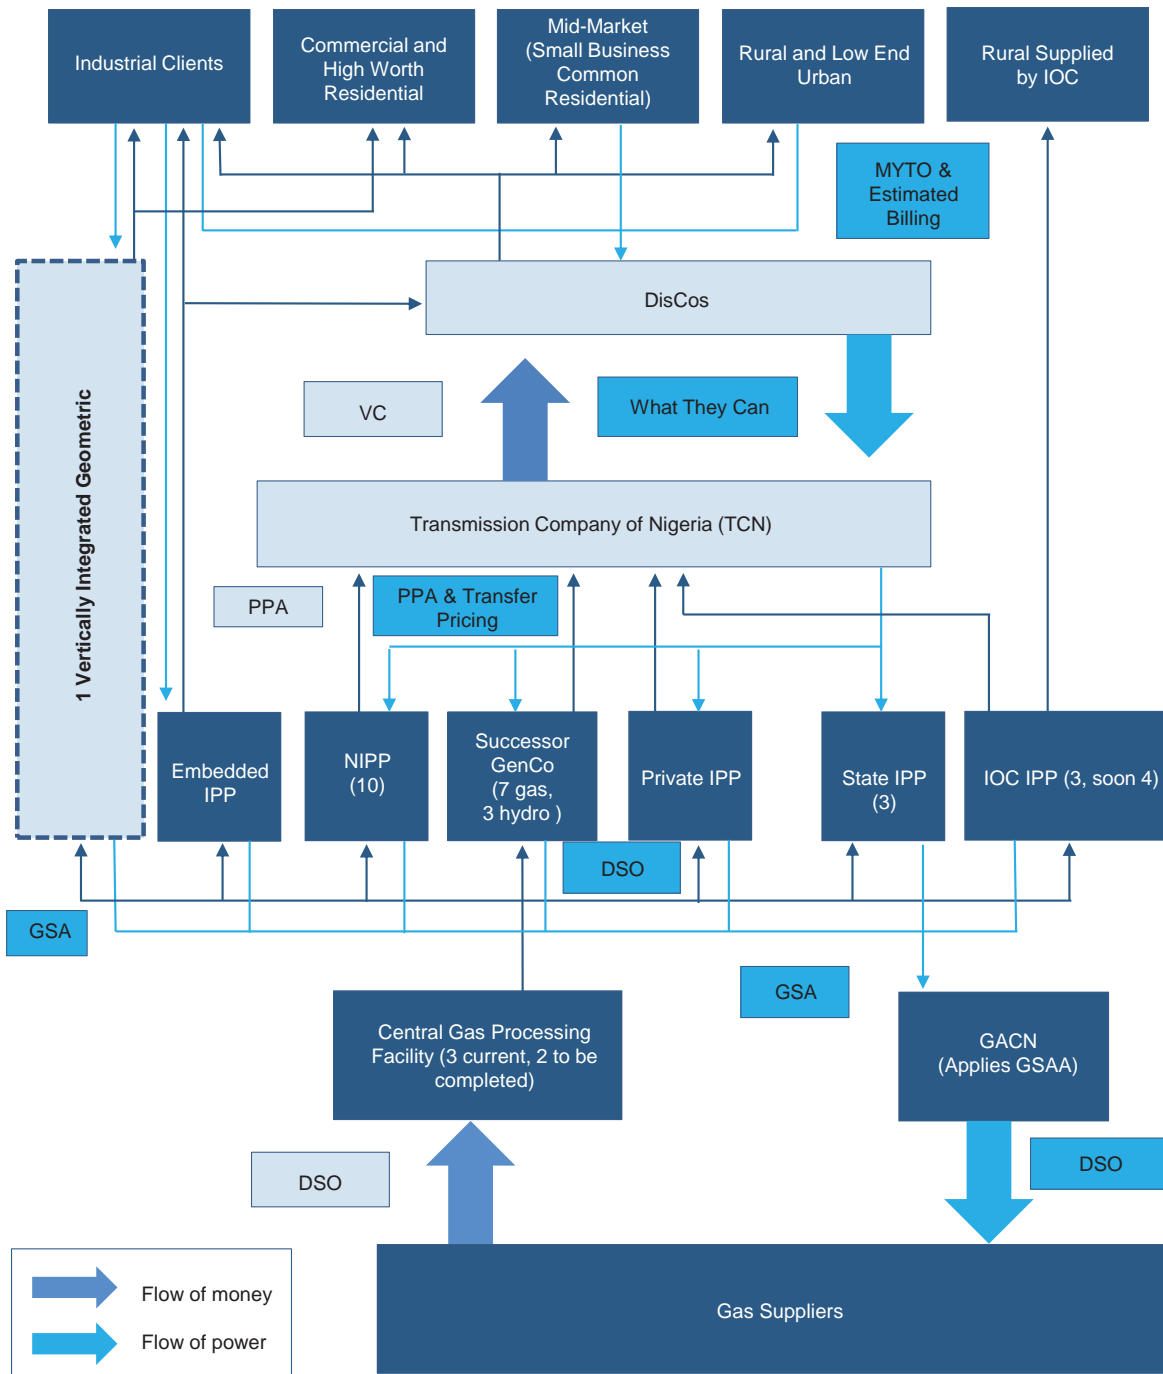 Industrial Clients
Commercial and
High Worth
Residential
Mid-Market
(Small Business
Common
Residential)
Rural and Low End
Urban
Rural Supplied
by IOC
MYTO &
Estimated
Billing
DisCos
VC
What They Can
1 Vertically Integrated Geometric
Transmission Company of Nigeria (TCN)
PPA
PPA & Transfer
Pricing
Embedded
IPP
NIPP
(10)
Successor
GenCo
(7 gas,
3 hydro )
Private IPP
State IPP
(3)
IOC IPP (3, soon 4)
DSO
GSA
GSA
Central Gas Processing
Facility (3 current, 2 to be
completed)
GACN
(Applies GSAA)
DSO
DSO
Gas Suppliers
Flow of money
Flow of power